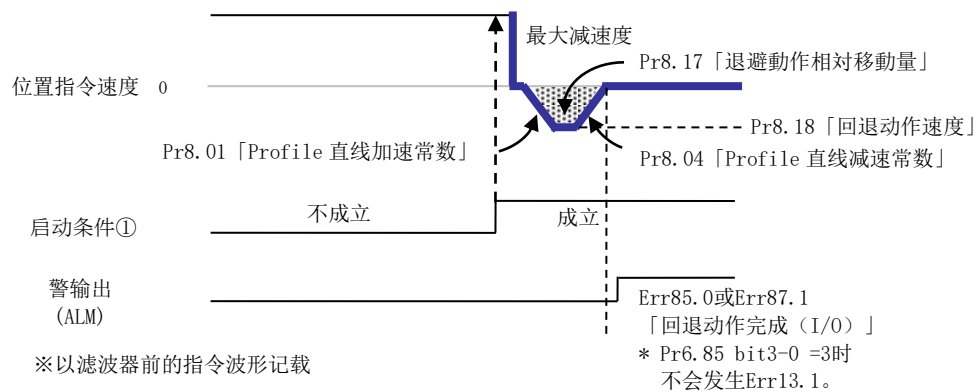 最大减速度
Pr8.17「退避動作相対移動量」
位置指令速度 0
Pr8.18「回退动作速度」
Pr8.01「Profile 直线加速常数」
Pr8.04「Profile 直线减速常数」
不成立
成立
启动条件①
警输出
(ALM)
Err85.0或Err87.1
「回退动作完成（I/O）」
* Pr6.85 bit3-0 =3时
不会发生Err13.1。
※以滤波器前的指令波形记载